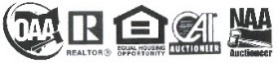 OAA
R
REALTOR®
EQUAL HOUSING
OPPORTUNITY
CAI
AUCTIONEER
NAA
Auctioneer